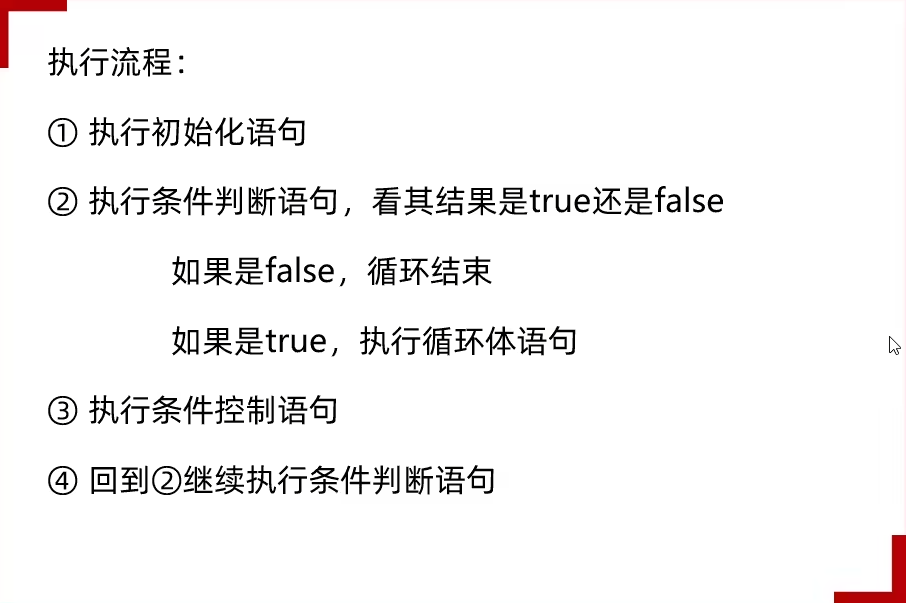 执行流程：
① 执行初始化语句
② 执行条件判断语句，看其结果是true还是false
如果是false，循环结束
如果是true，执行循环体语句
③ 执行条件控制语句
④ 回到②继续执行条件判断语句